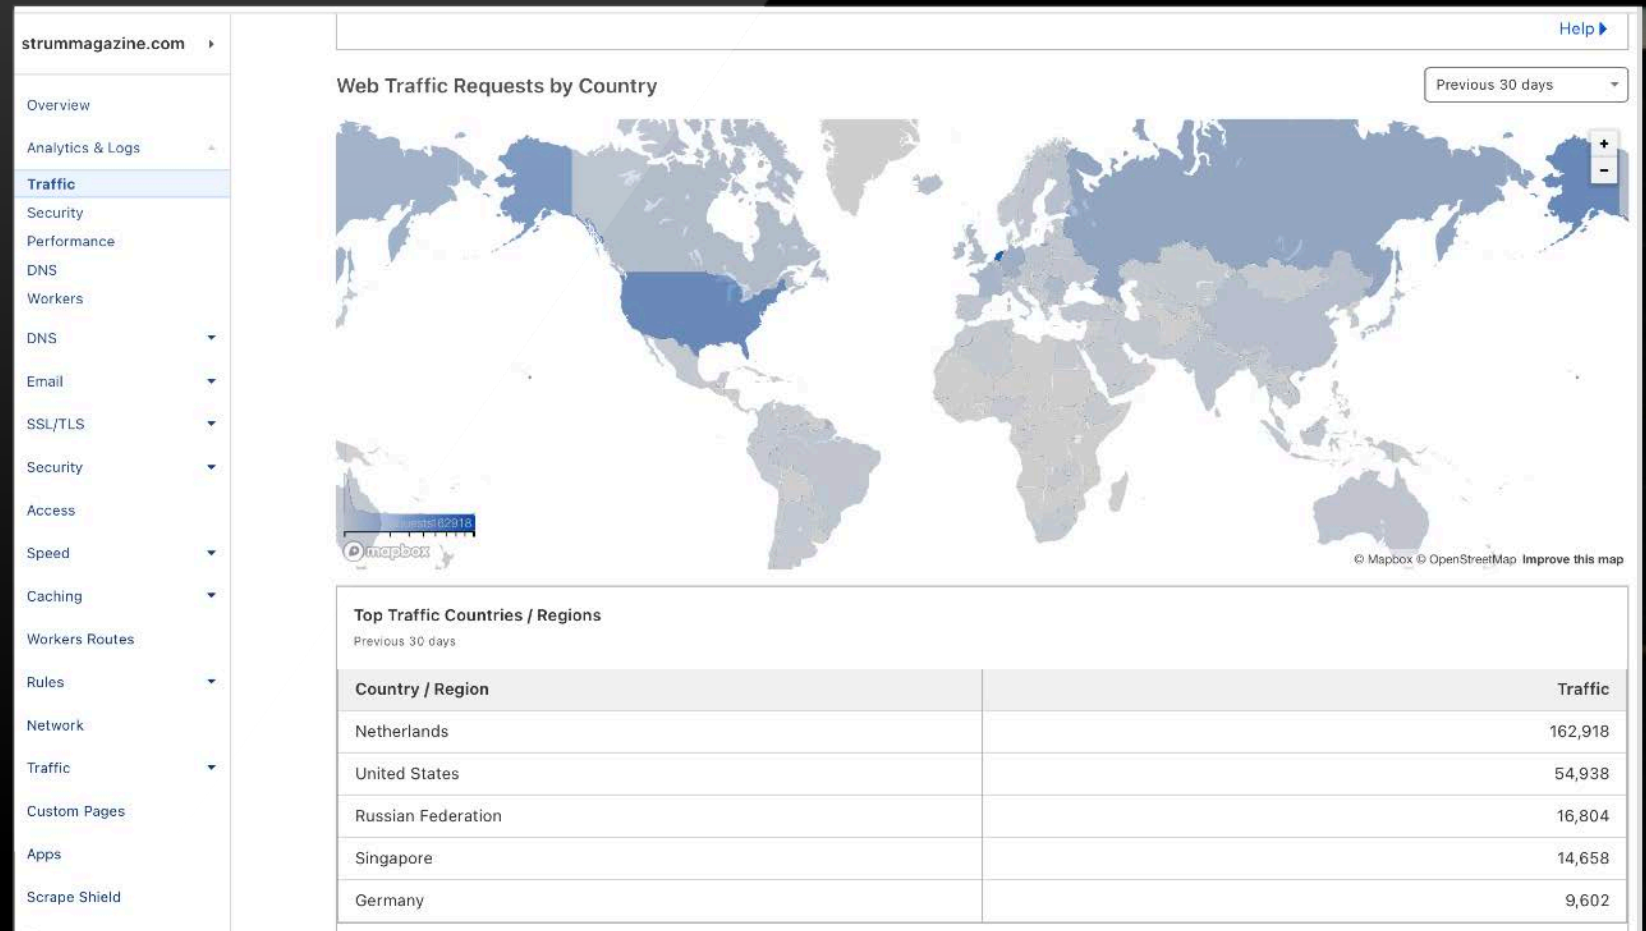 strummagazine.com
Overview
Analytics & Logs
Traffic
Security
Performance
DNS
Workers
DNS
Email
SSL/TLS
Security
Access
Speed
Caching
Workers Routes
Rules
Network
Traffic
Custom Pages
Apps
Scrape Shield
Help
Web Traffic Requests by Country
Previous 30 days
+
-
mapbox
© Mapbox © OpenStreetMap Improve this map
Top Traffic Countries / Regions
Previous 30 days
Country / Region Traffic
Netherlands 162,918
United States 54,938
Russian Federation 16,804
Singapore 14,658
Germany 9,602